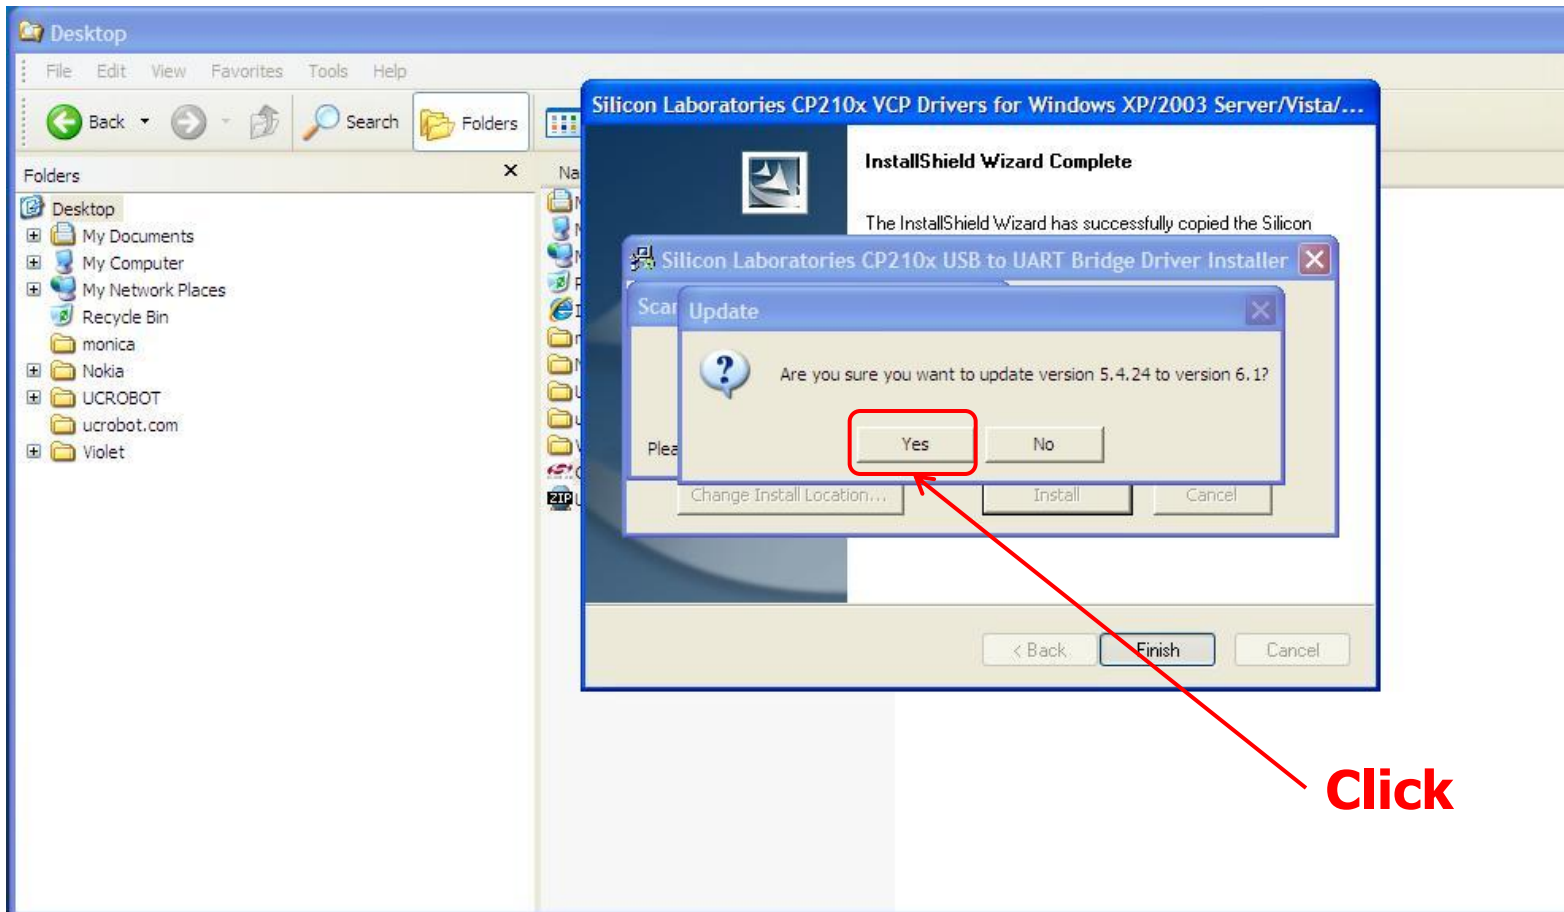 Desktop
File Edit View Favorites Tools Help
Back Search Folders
Folders
Desktop
My Documents
My Computer
My Network Places
Recycle Bin
monica
Nokia
UCROBOT
ucrobot.com
Violet
Na
ZIP
Silicon Laboratories CP210x VCP Drivers for Windows XP/2003 Server/Vista/...
InstallShield Wizard Complete
The InstallShield Wizard has successfully copied the Silicon
Silicon Laboratories CP210x USB to UART Bridge Driver Installer
Scan
Update
Are you sure you want to update version 5.4.24 to version 6.1?
Yes No
Plea
Change Install Location... Install Cancel
< Back Finish Cancel
Click